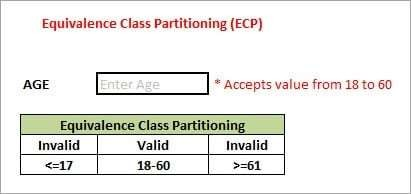 Equivalence Class Partitioning (ECP)
AGE Enter Age * Accepts value from 18 to 60
Equivalence Class Partitioning
Invalid Valid Invalid
<=17 18-60 >=61